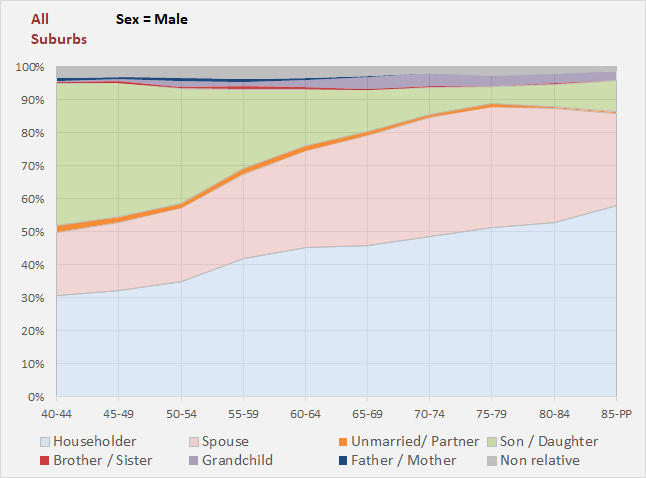 All Suburbs
Sex = Male
100%
90%
80%
70%
60%
50%
40%
30%
20%
10%
0%
40-44 45-49 50-54 55-59 60-64 65-69 70-74 75-79 80-84 85-PP
Householder Spouse Unmarried/ Partner Son / Daughter
Brother / Sister Grandchild Father / Mother Non relative